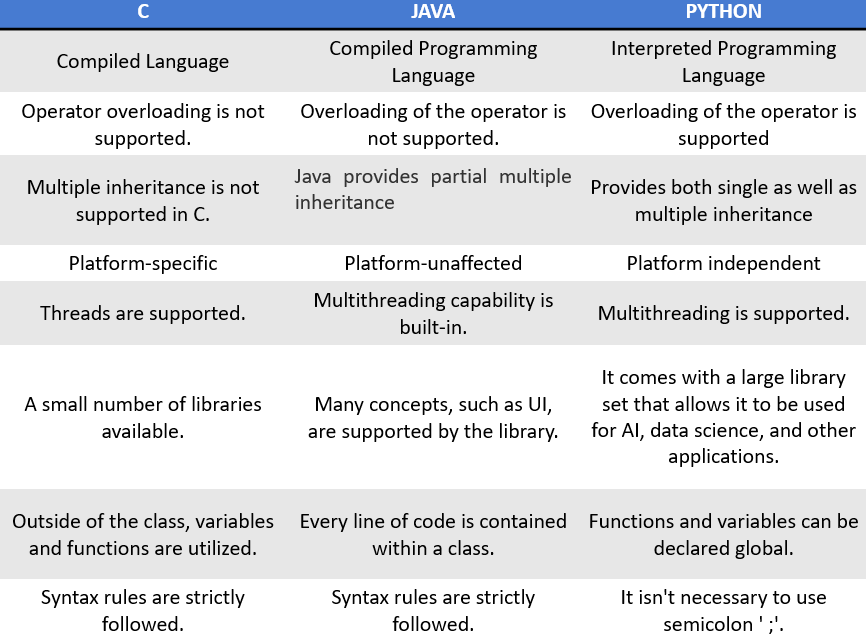 C JAVA PYTHON
Compiled Language
Compiled Programming
Language
Interpreted Programming
Language
Operator overloading is not
supported.
Overloading of the operator is
not supported.
Overloading of the operator is
supported
Multiple inheritance is not
supported in C.
Java provides partial multiple
inheritance
Provides both single as well as
multiple inheritance
Platform-specific
Platform-unaffected
Platform independent
Threads are supported.
Multithreading capability is
built-in.
Multithreading is supported.
A small number of libraries
available.
Many concepts, such as UI,
are supported by the library.
It comes with a large library
set that allows it to be used
for AI, data science, and other
applications.
Outside of the class, variables
and functions are utilized.
Every line of code is contained
within a class.
Functions and variables can be
declared global.
Syntax rules are strictly
followed.
Syntax rules are strictly
followed.
It isn't necessary to use
semicolon ' ;'.